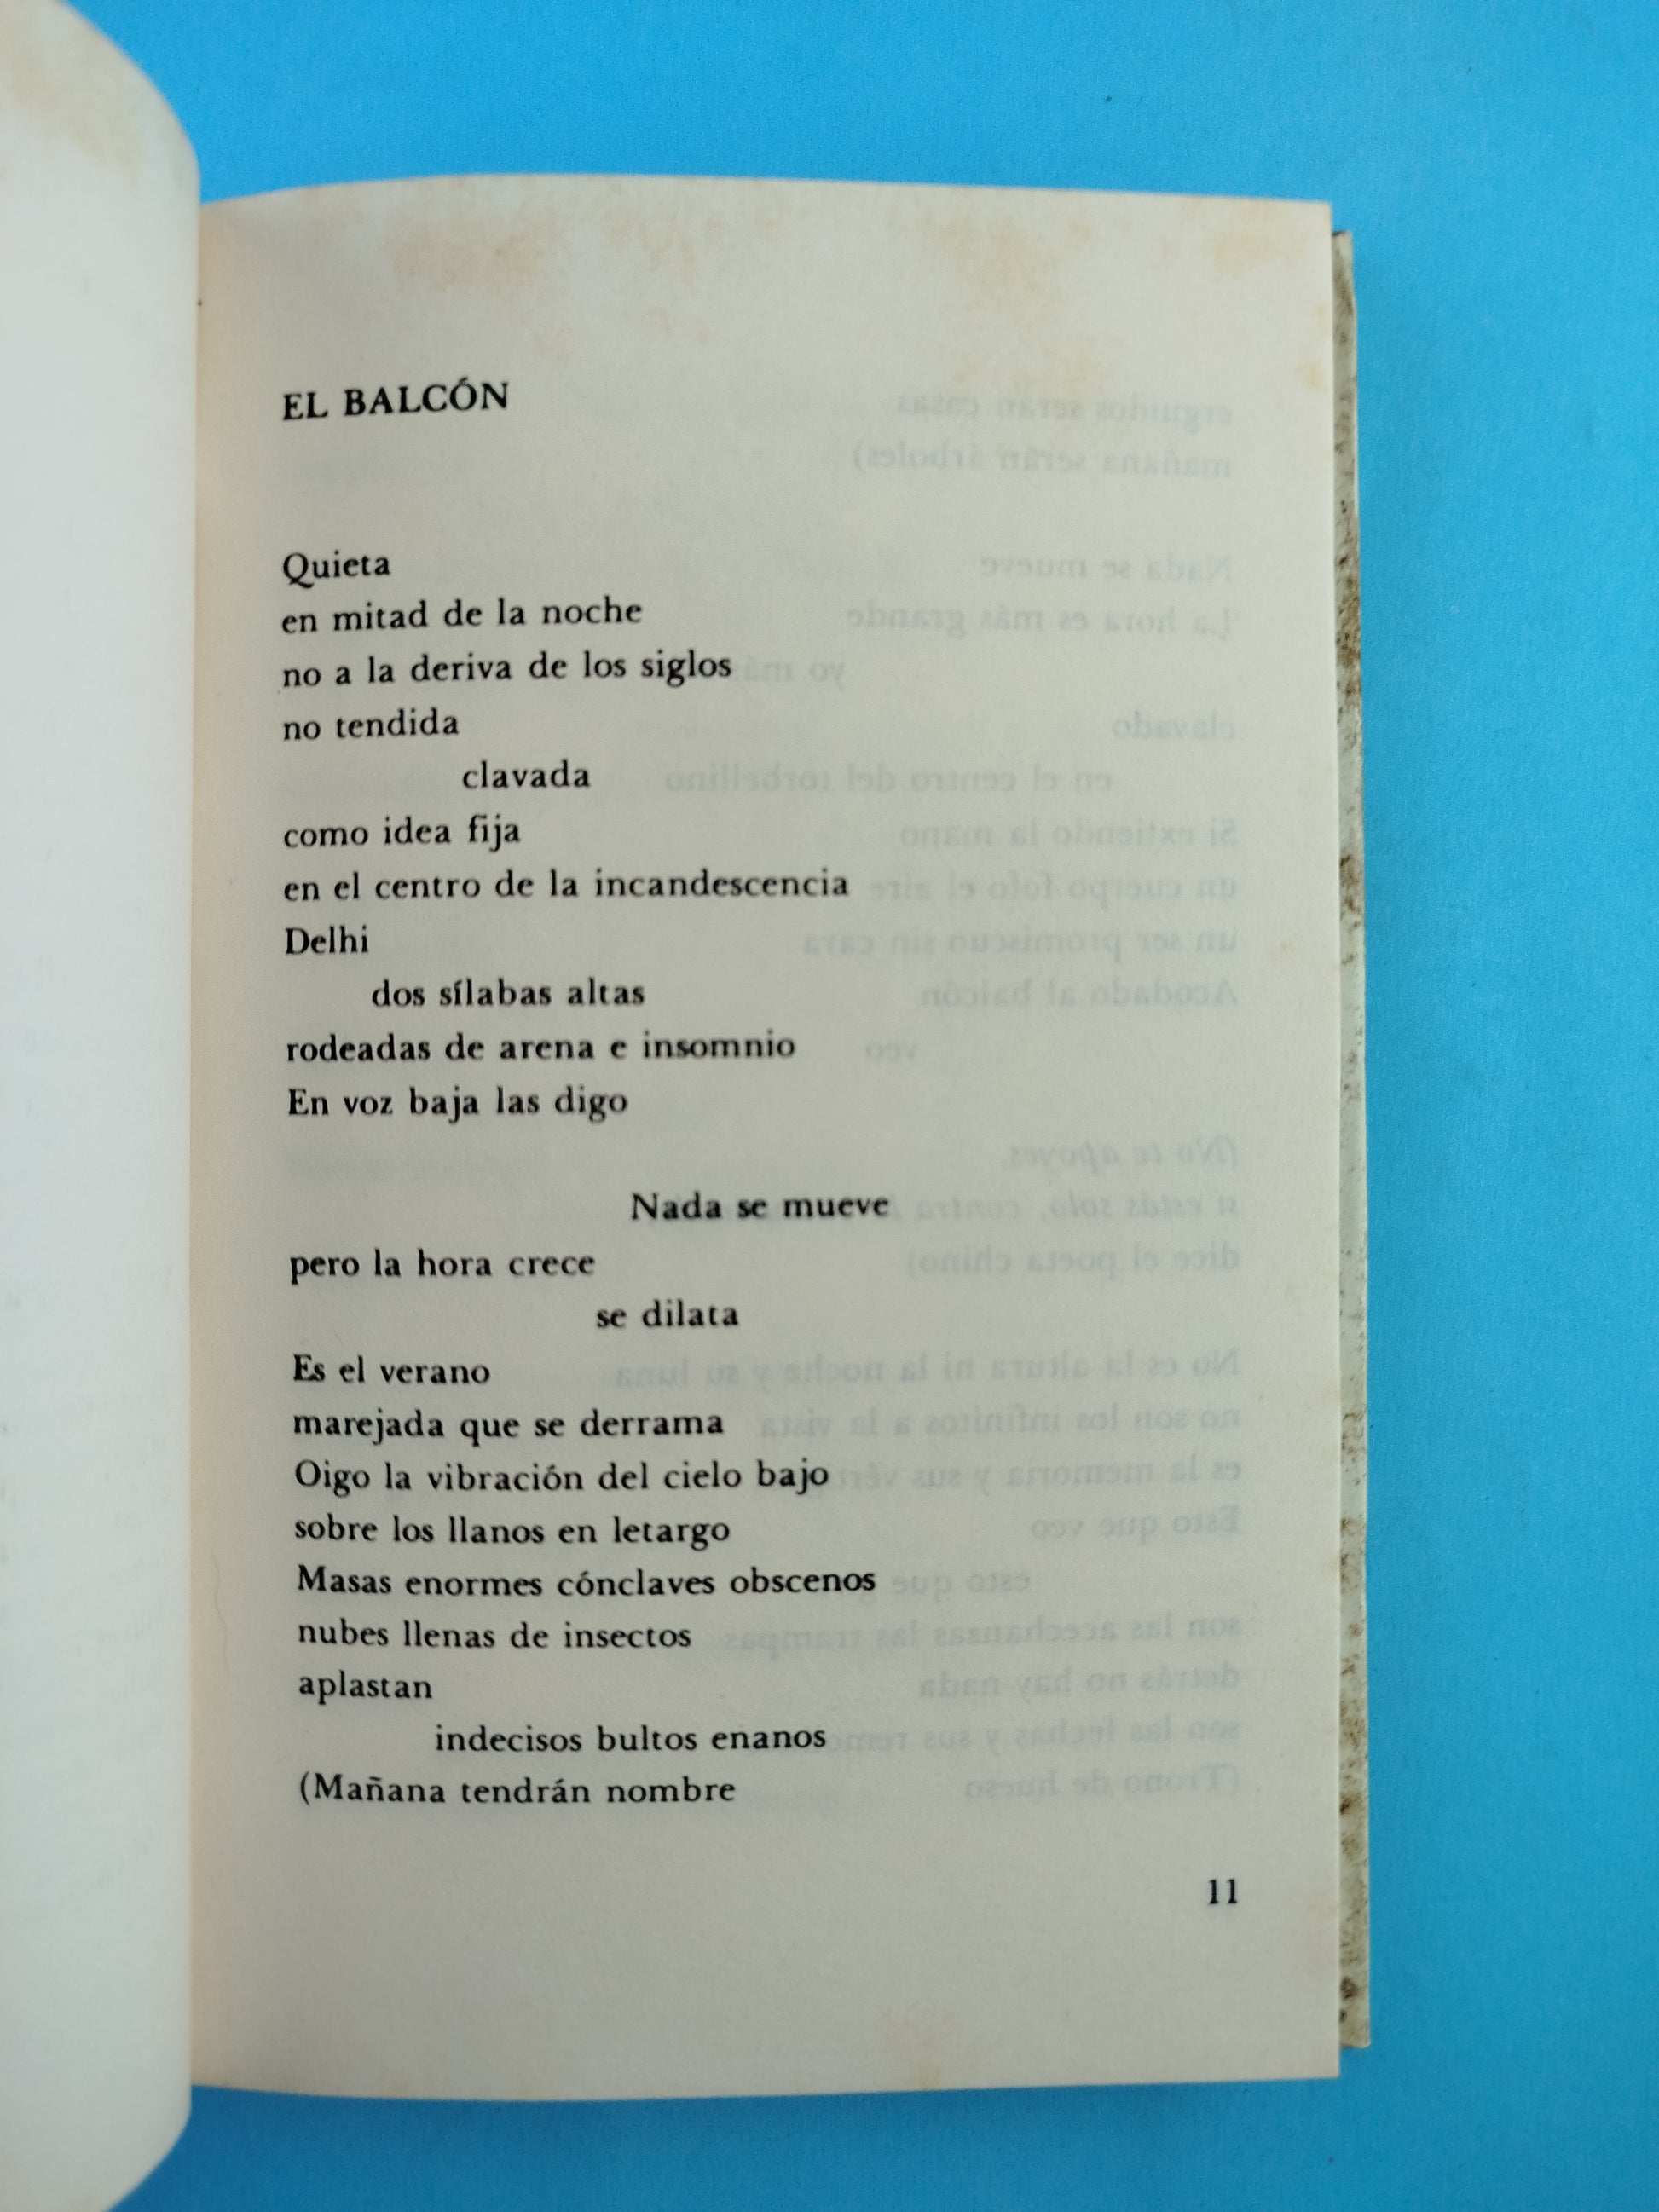 EL BALCÓN
Quieta
en mitad de la noche
no a la deriva de los siglos
no tendida
clavada
como idea fija
en el centro de la incandescencia
Delhi
dos sílabas altas
rodeadas de arena e insomnio
En voz baja las digo
Nada se mueve
pero la hora crece
se dilata
Es el verano
marejada que se derrama
Oigo la vibración del cielo bajo
sobre los llanos en letargo
Masas enormes cónclaves obscenos
nubes llenas de insectos
aplastan
indecisos bultos enanos
(Mañana tendrán nombre
11